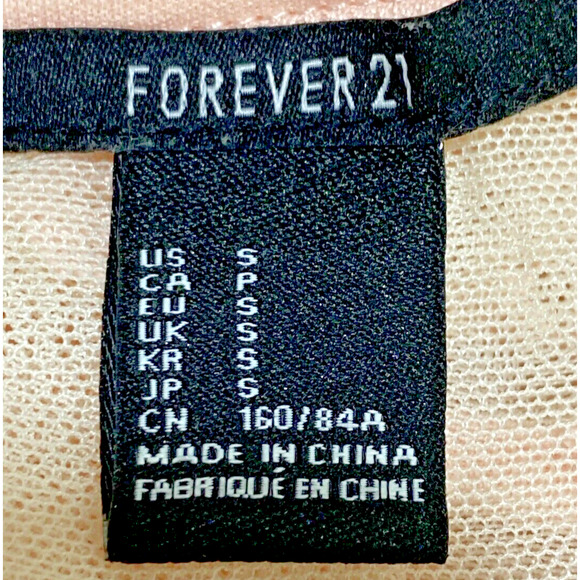 FOREVER 21
US S
CA P
EU S
UK S
KR S
JP S
CN 160/84A
MADE IN CHINA
FABRIQUÉ EN CHINE